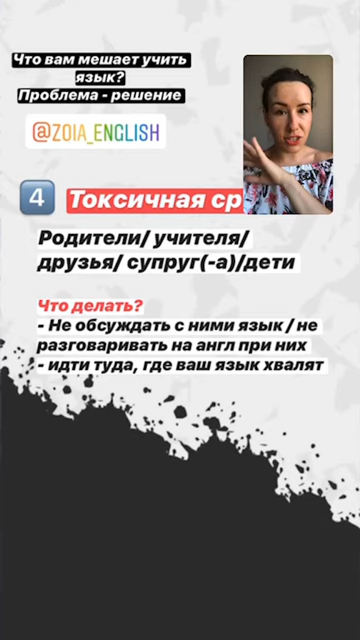 Что вам мешает учить
язык?
Проблема - решение
@ZOIA_ENGLISH
4 Токсичная ср
Родители/ учителя/
друзья/ супруг(-а)/дети
Что делать?
- Не обсуждать с ними язык / не
разговаривать на англ при них
- идти туда, где ваш язык хвалят